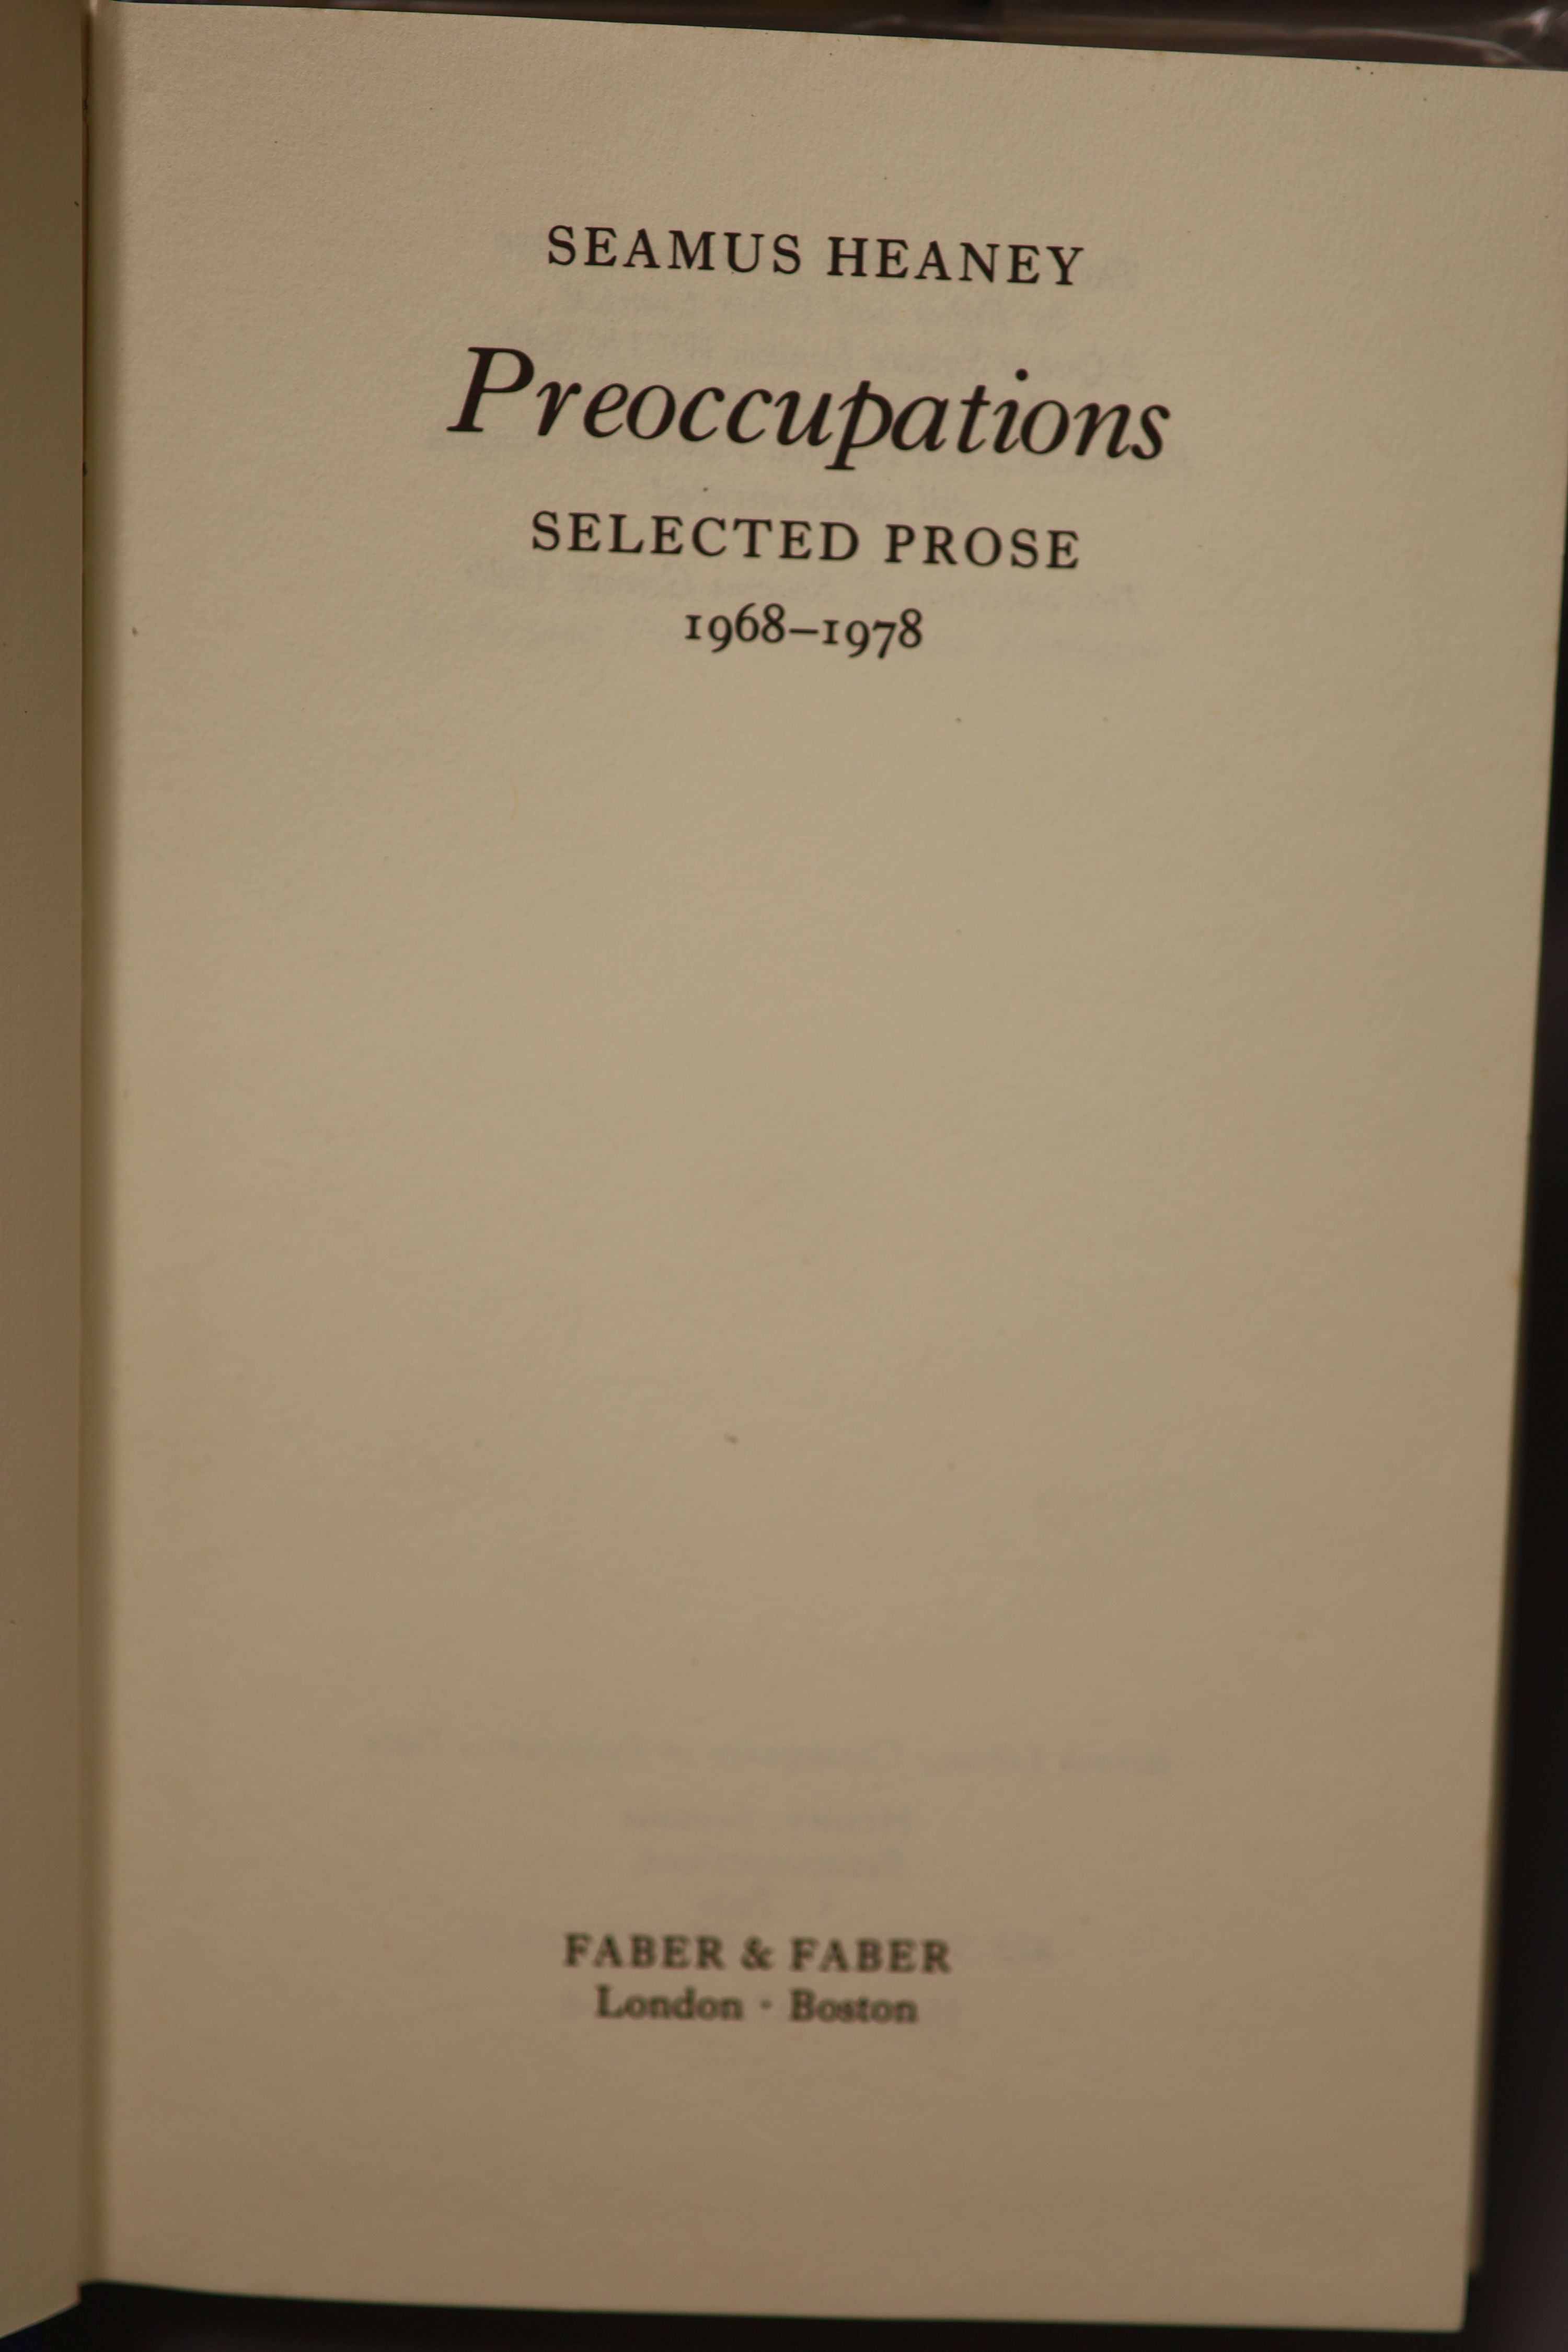 SEAMUS HEANEY
Preoccupations
SELECTED PROSE
1968–1978
FABER & FABER
London · Boston